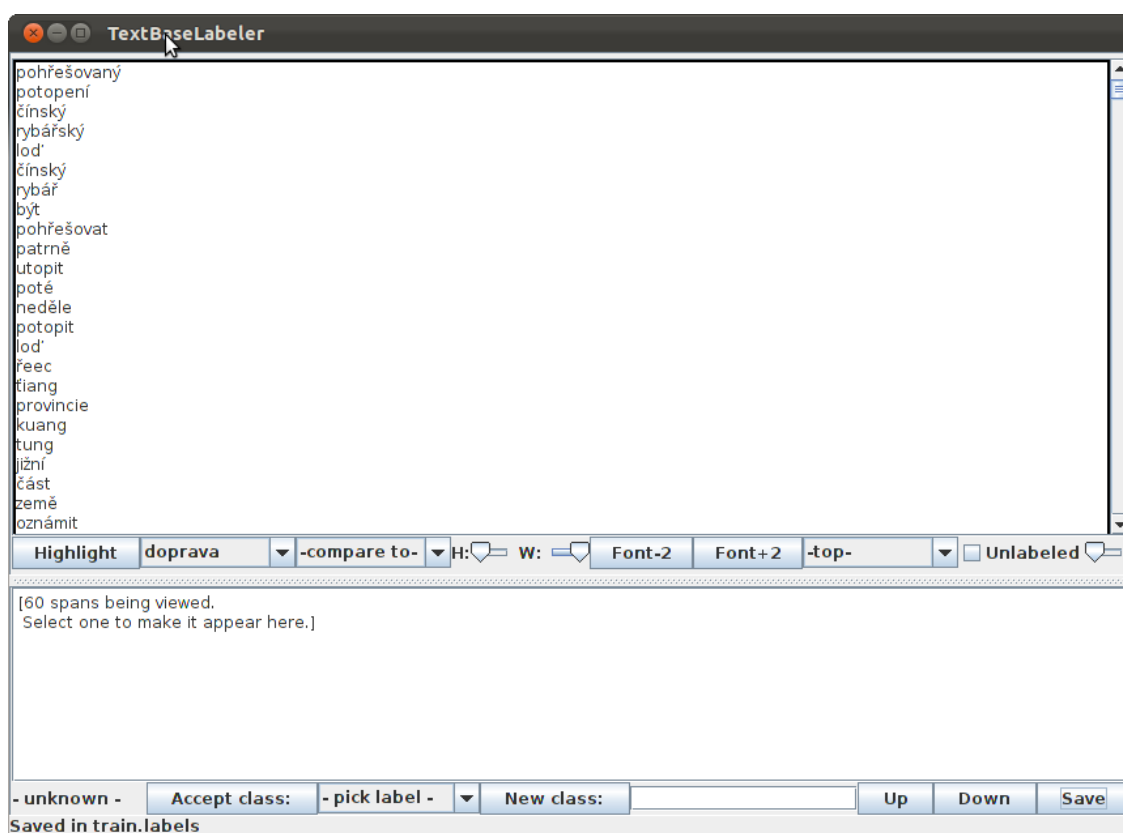 TextBaseLabeler
pohřešovaný
potopení
čínský
rybářský
loď
čínský
rybář
být
pohřešovat
patrně
utopit
poté
neděle
potopit
loď
řeec
ťiang
provincie
kuang
tung
jižní
část
země
oznámit
Highlight doprava -compare to- H: W: Font-2 Font+2 -top- Unlabeled
[60 spans being viewed.
Select one to make it appear here.]
- unknown - Accept class: - pick label - New class: Up Down Save
Saved in train.labels